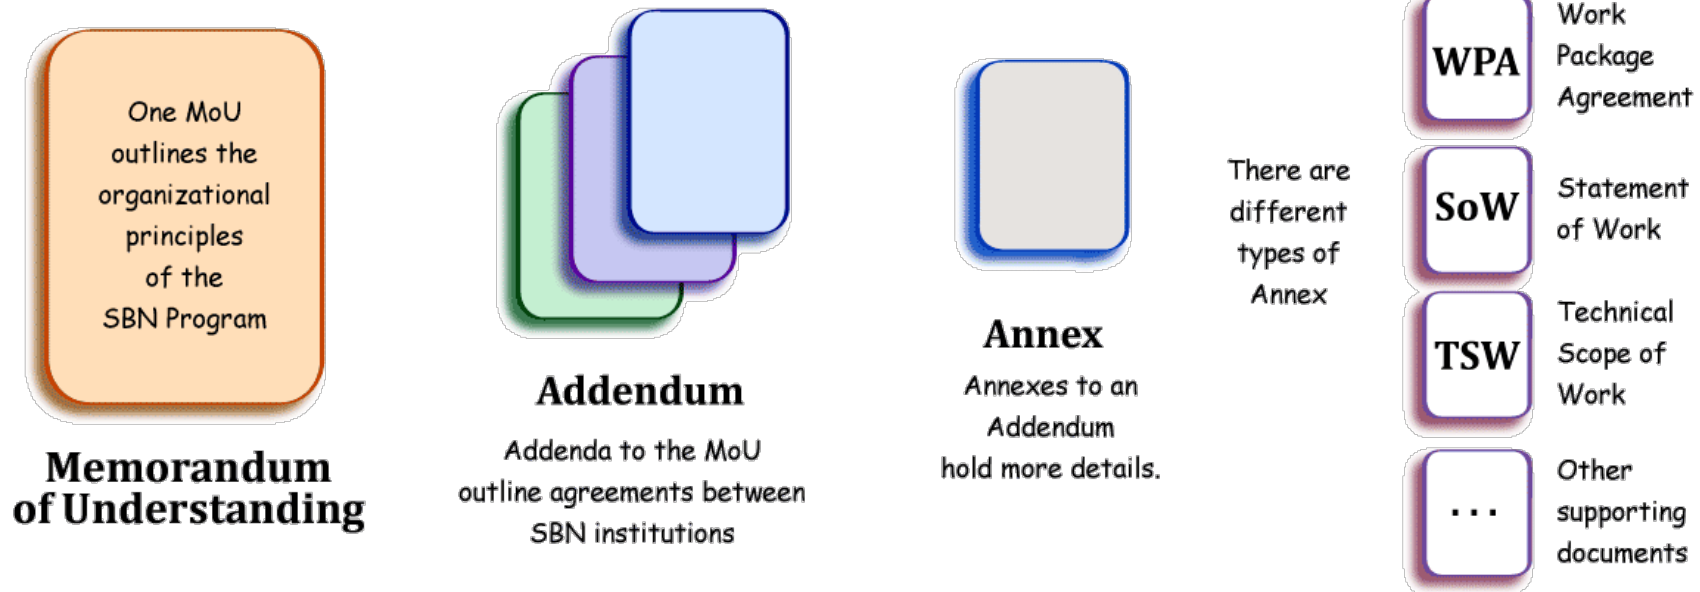 One MoU
outlines the
organizational
principles
of the
SBN Program
Memorandum
of Understanding
Addendum
Addenda to the MoU
outline agreements between
SBN institutions
Annex
Annexes to an
Addendum
hold more details.
There are
different
types of
Annex
WPA
Work
Package
Agreement
SoW
Statement
of Work
TSW
Technical
Scope of
Work
...
Other
supporting
documents